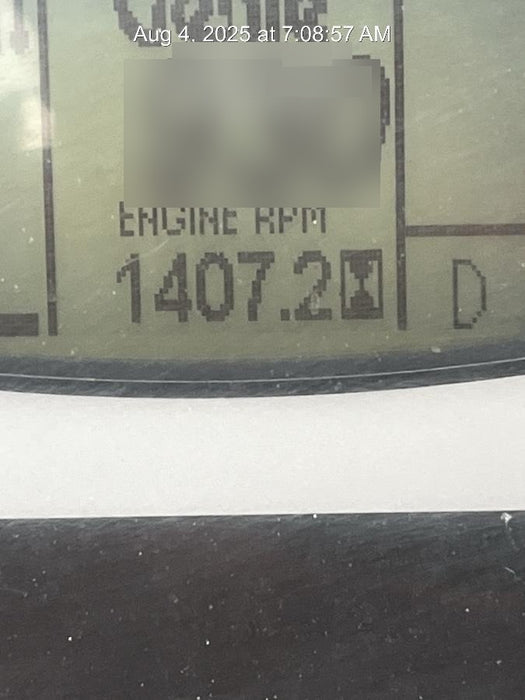 Aug 4, 2025 at 7:08:57 AM
ENGINE RPM
1407.2
D